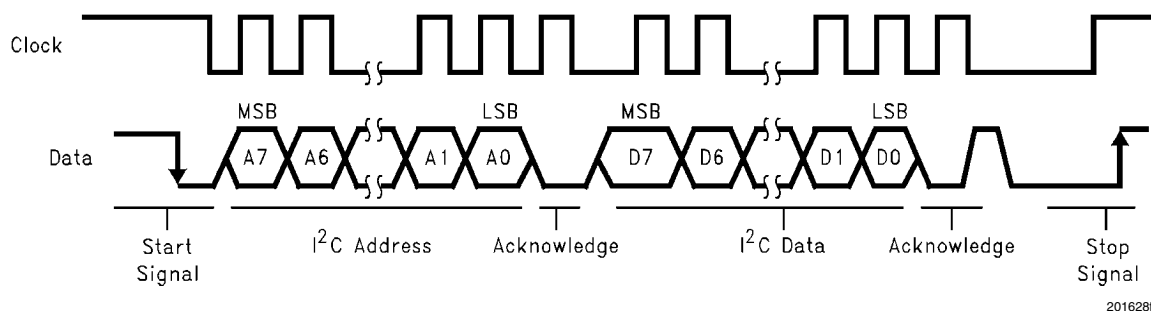 Clock
MSB LSB MSB LSB
Data A7 A6 A1 A0 D7 D6 D1 D0
Start Signal
I²C Address
Acknowledge
I²C Data
Acknowledge
Stop Signal